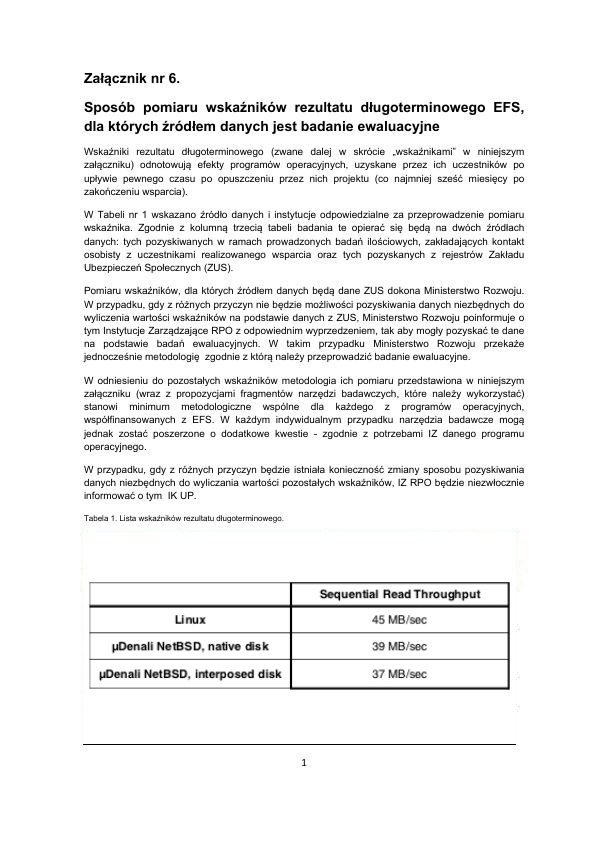 Załącznik nr 6.
Sposób pomiaru wskaźników rezultatu długoterminowego EFS,
dla których źródłem danych jest badanie ewaluacyjne
Wskaźniki rezultatu długoterminowego (zwane dalej w skrócie „wskaźnikami” w niniejszym
załączniku) odnotowują efekty programów operacyjnych, uzyskane przez ich uczestników po
upływie pewnego czasu po opuszczeniu przez nich projektu (co najmniej sześć miesięcy po
zakończeniu wsparcia).
W Tabeli nr 1 wskazano źródło danych i instytucje odpowiedzialne za przeprowadzenie pomiaru
wskaźnika. Zgodnie z kolumną trzecią tabeli badania te opierać się będą na dwóch źródłach
danych: tych pozyskiwanych w ramach prowadzonych badań ilościowych, zakładających kontakt
osobisty z uczestnikami realizowanego wsparcia oraz tych pozyskanych z rejestrów Zakładu
Ubezpieczeń Społecznych (ZUS).
Pomiaru wskaźników, dla których źródłem danych będą dane ZUS dokona Ministerstwo Rozwoju.
W przypadku, gdy z różnych przyczyn nie będzie możliwości pozyskiwania danych niezbędnych do
wyliczenia wartości wskaźników na podstawie danych z ZUS, Ministerstwo Rozwoju poinformuje o
tym Instytucje Zarządzające RPO z odpowiednim wyprzedzeniem, tak aby mogły pozyskać te dane
na podstawie badań ewaluacyjnych. W takim przypadku Ministerstwo Rozwoju przekaże
jednocześnie metodologię zgodnie z którą należy przeprowadzić badanie ewaluacyjne.
W odniesieniu do pozostałych wskaźników metodologia ich pomiaru przedstawiona w niniejszym
załączniku (wraz z propozycjami fragmentów narzędzi badawczych, które należy wykorzystać)
stanowi minimum metodologiczne wspólne dla każdego z programów operacyjnych,
współfinansowanych z EFS. W każdym indywidualnym przypadku narzędzia badawcze mogą
jednak zostać poszerzone o dodatkowe kwestie - zgodnie z potrzebami IZ danego programu
operacyjnego.
W przypadku, gdy z różnych przyczyn będzie istniała konieczność zmiany sposobu pozyskiwania
danych niezbędnych do wyliczania wartości pozostałych wskaźników, IZ RPO będzie niezwłocznie
informować o tym IK UP.
Tabela 1. Lista wskaźników rezultatu długoterminowego.
Sequential Read Throughput
Linux 45 MB/sec
µDenali NetBSD, native disk 39 MB/sec
µDenali NetBSD, interposed disk 37 MB/sec
1